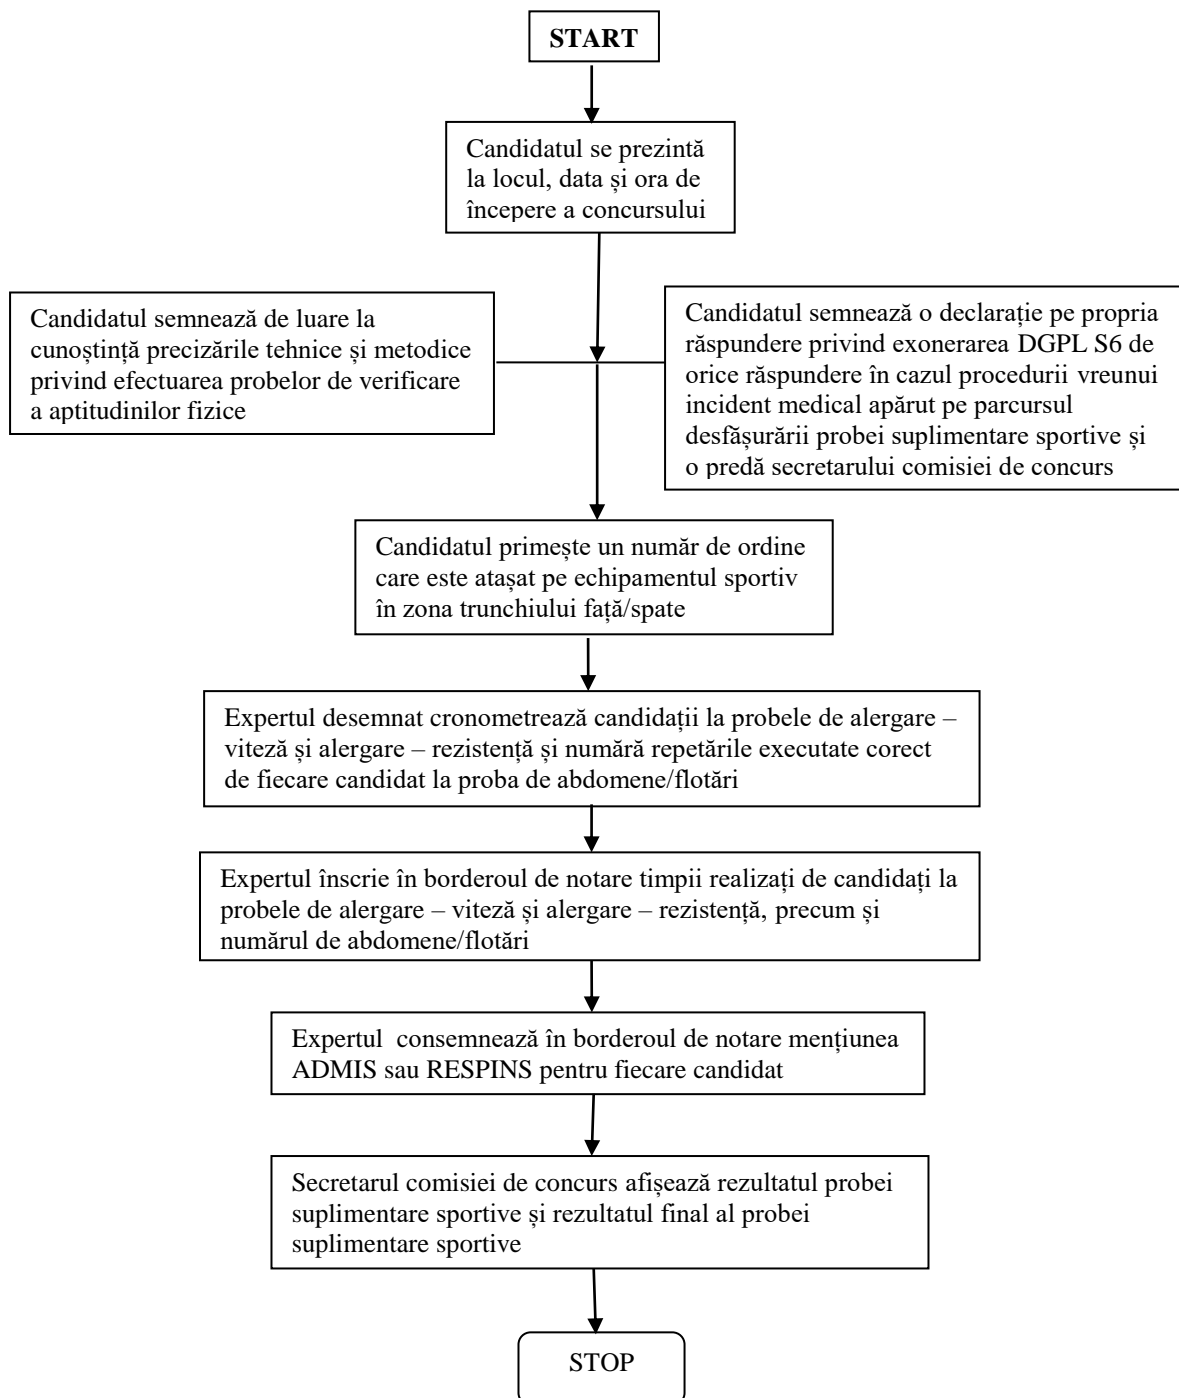 START
Candidatul se prezintă
la locul, data și ora de
începere a concursului
Candidatul semnează de luare la
cunoștință precizările tehnice și metodice
privind efectuarea probelor de verificare
a aptitudinilor fizice
Candidatul semnează o declarație pe propria
răspundere privind exonerarea DGPL S6 de
orice răspundere în cazul procedurii vreunui
incident medical apărut pe parcursul
desfășurării probei suplimentare sportive și
o predă secretarului comisiei de concurs
Candidatul primește un număr de ordine
care este atașat pe echipamentul sportiv
în zona trunchiului față/spate
Expertul desemnat cronometrează candidații la probele de alergare –
viteză și alergare – rezistență și numără repetările executate corect
de fiecare candidat la proba de abdomene/flotări
Expertul înscrie în borderoul de notare timpii realizați de candidați la
probele de alergare – viteză și alergare – rezistență, precum și
numărul de abdomene/flotări
Expertul consemnează în borderoul de notare mențiunea
ADMIS sau RESPINS pentru fiecare candidat
Secretarul comisiei de concurs afișează rezultatul probei
suplimentare sportive și rezultatul final al probei
suplimentare sportive
STOP